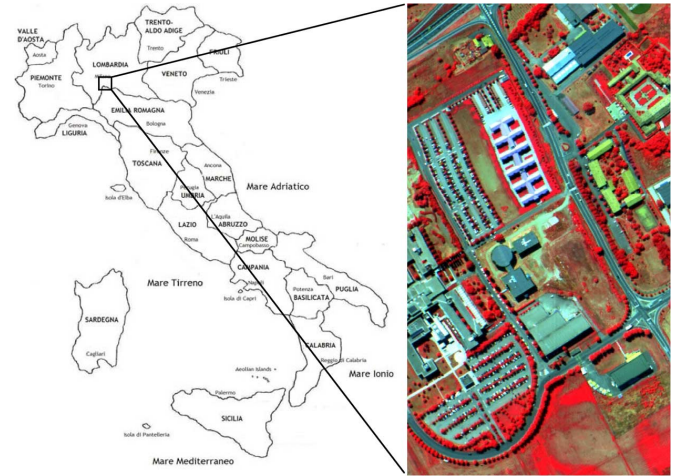 TRENTO-
ALDO ADIGE
VALLE
D'AOSTA
Aosta
Trento
FRIULI
LOMBARDIA
VENETO
Trieste
PIEMONTE
Torino
Venezia
EMILIA ROMAGNA
Genova
LIGURIA
Bologna
Firenze
TOSCANA
Ancona
MARCHE
Mare Adriatico
Perugia
UMBRIA
Isola d'Elba
L'Aquila
LAZIO
ABRUZZO
Roma
MOLISE
Campobasso
CAMPANIA
Bari
Mare Tirreno
Napoli
Potenza
PUGLIA
Isola di Capri
BASILICATA
SARDEGNA
CALABRIA
Cagliari
Reggio di Calabria
Aeolian Islands
Mare Ionio
Palermo
SICILIA
Isola di Pantelleria
Mare Mediterraneo